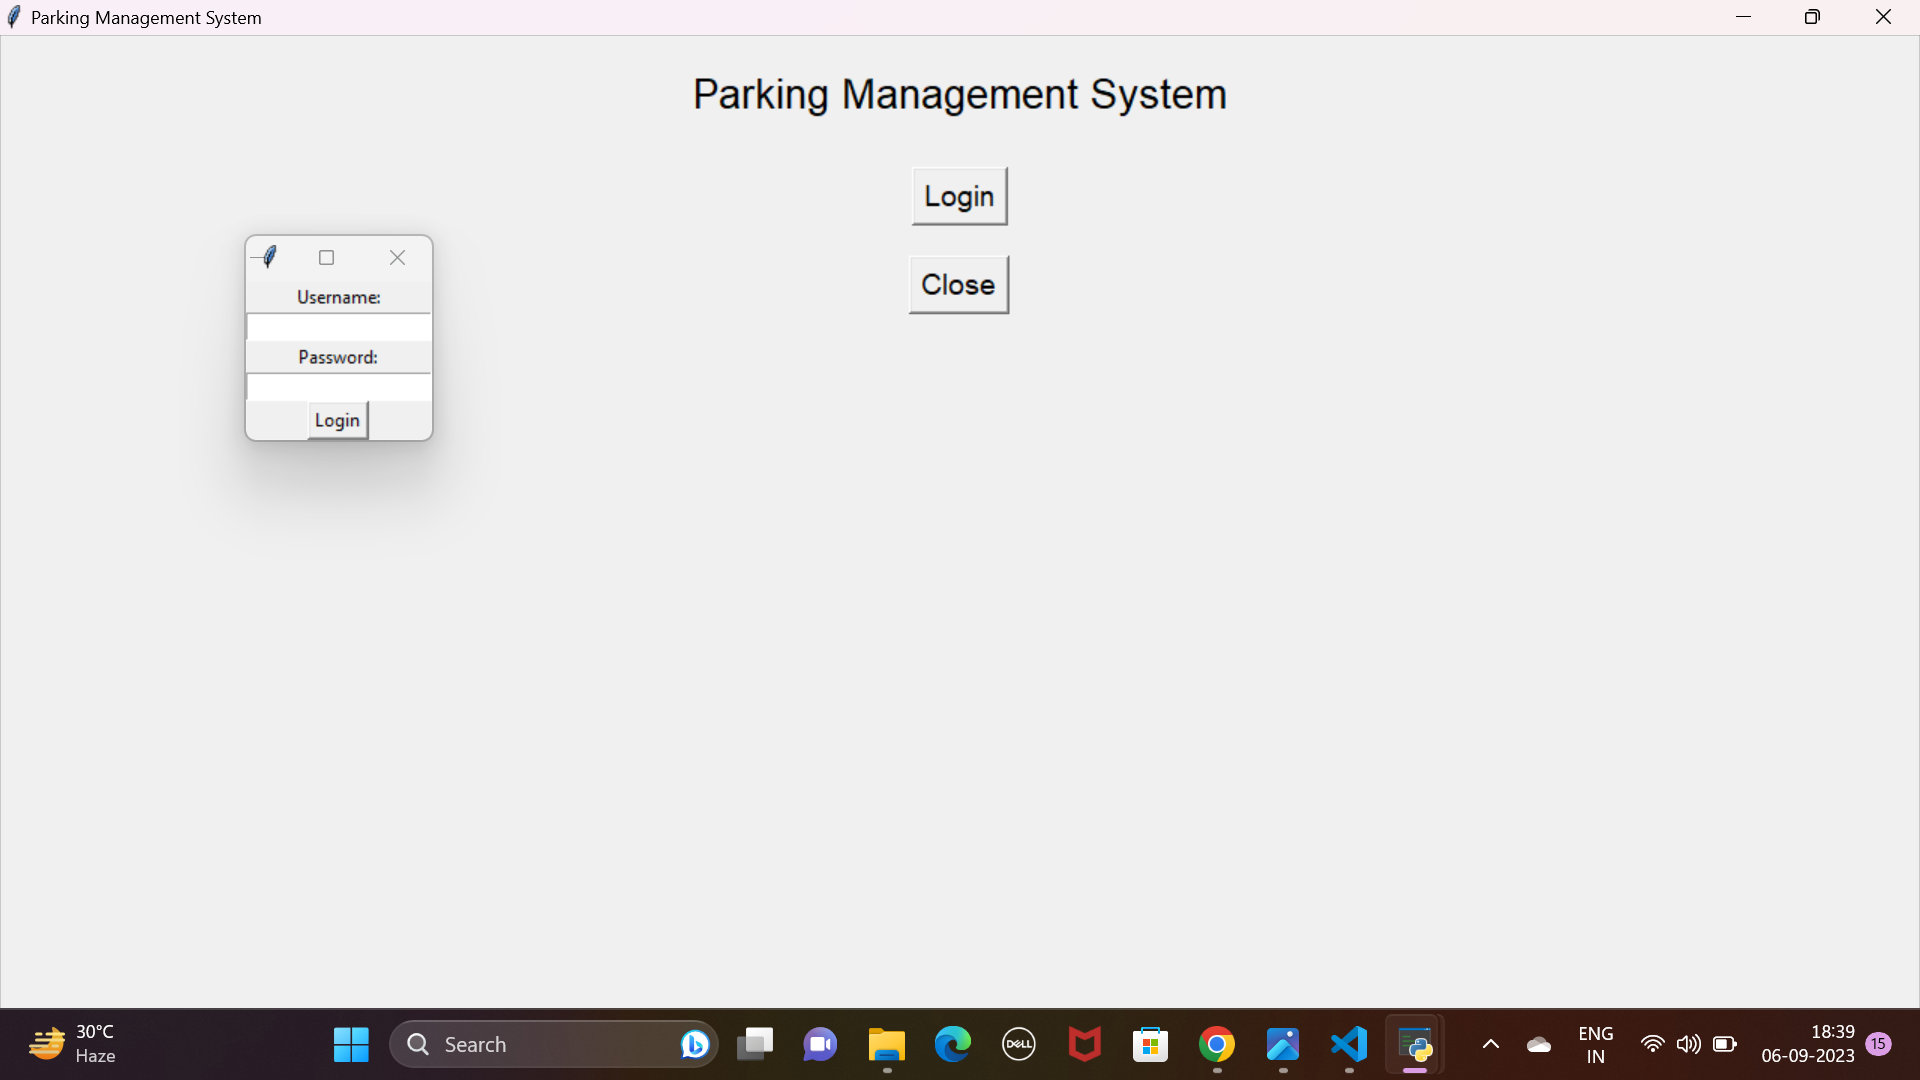 Parking Management System
Parking Management System
Login
Close
Username:
Password:
Login
30°C
Haze
Search
DELL
ENG
IN
18:39
06-09-2023
15